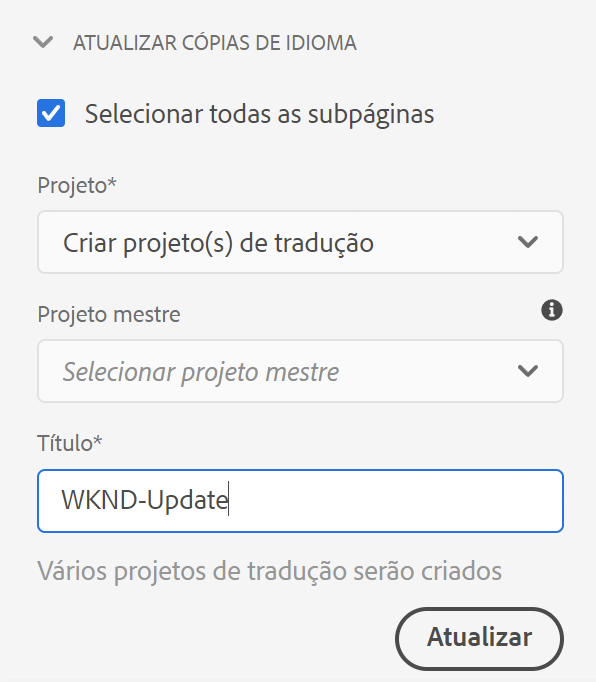 ATUALIZAR CÓPIAS DE IDIOMA
Selecionar todas as subpáginas
Projeto*
Criar projeto(s) de tradução
Projeto mestre
Selecionar projeto mestre
Título*
WKND-Update
Vários projetos de tradução serão criados
Atualizar